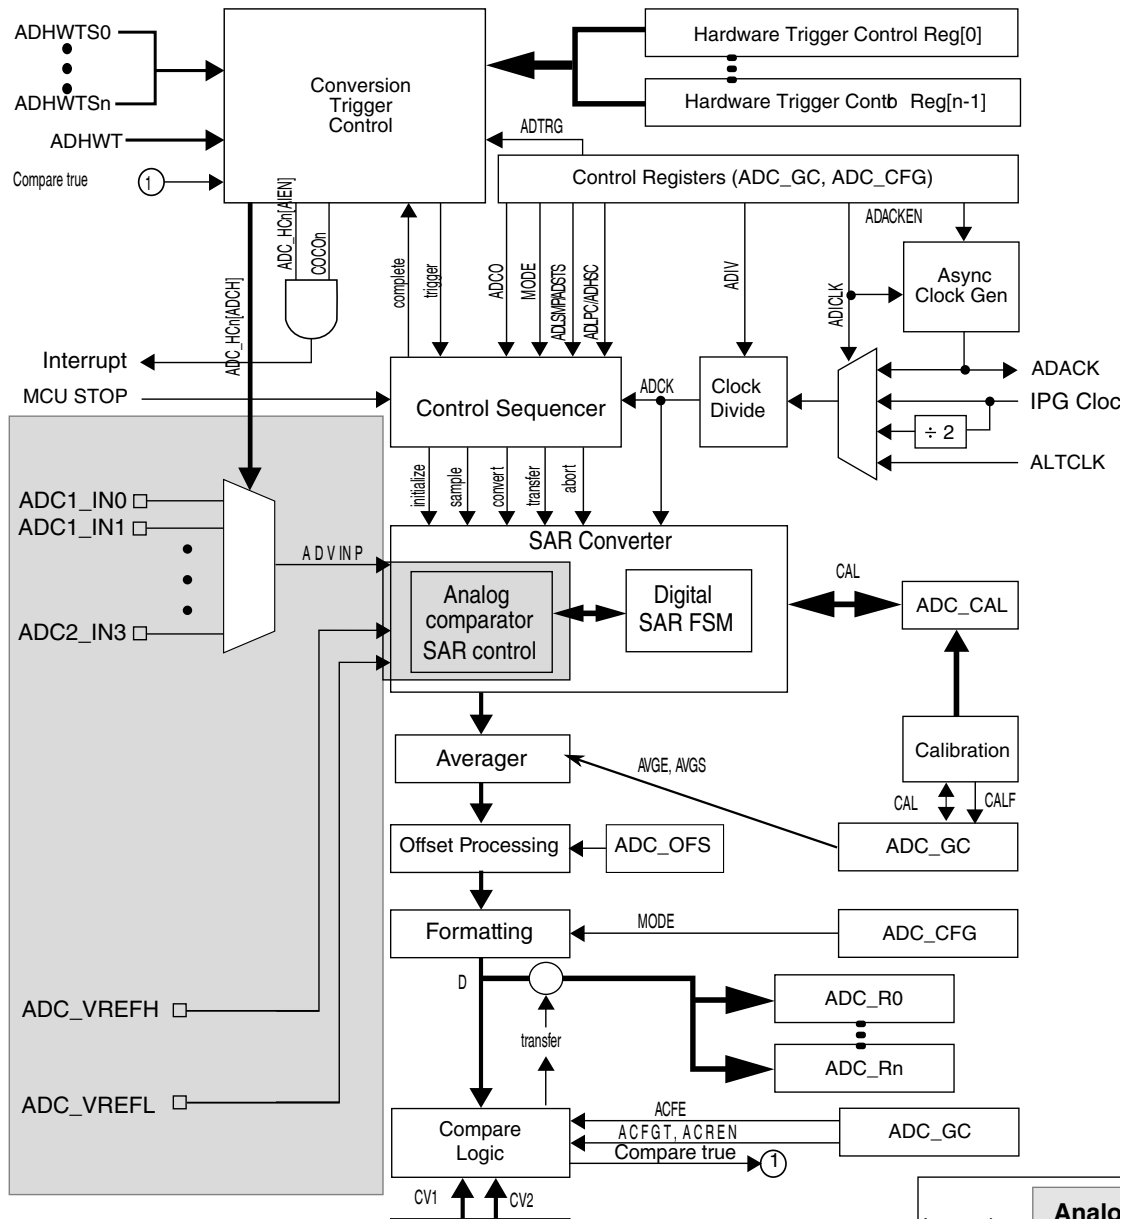 ADHWTS0
ADHWTSn
ADHWT
Compare true
1
Conversion
Trigger
Control
Hardware Trigger Control Reg[0]
Hardware Trigger Contb Reg[n-1]
ADTRG
Control Registers (ADC_GC, ADC_CFG)
ADC_HCn[ADCH]
ADC_HCn[AIEN]
COCOn
complete
trigger
ADCO
MODE
ADLSMP/ADSTS
ADLPC/ADHSC
ADIV
ADICLK
ADACKEN
Async
Clock Gen
Interrupt
MCU STOP
Control Sequencer
ADCK
Clock
Divide
ADACK
IPG Cloc
÷ 2
ALTCLK
initialize
sample
convert
transfer
abort
ADC1_IN0
ADC1_IN1
ADC2_IN3
ADVINP
SAR Converter
Analog
comparator
SAR control
Digital
SAR FSM
CAL
ADC_CAL
Calibration
CAL
CALF
ADC_GC
Averager
AVGE, AVGS
Offset Processing
ADC_OFS
Formatting
MODE
ADC_CFG
D
transfer
ADC_R0
ADC_Rn
ADC_VREFH
ADC_VREFL
Compare
Logic
ACFE
ACFGT, ACREN
Compare true
1
ADC_GC
CV1
CV2
Analo